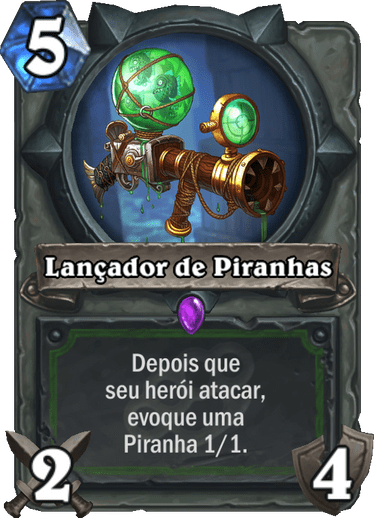 5
Lançador de Piranhas
Depois que
seu herói atacar,
evoque uma
Piranha 1/1.
2
4